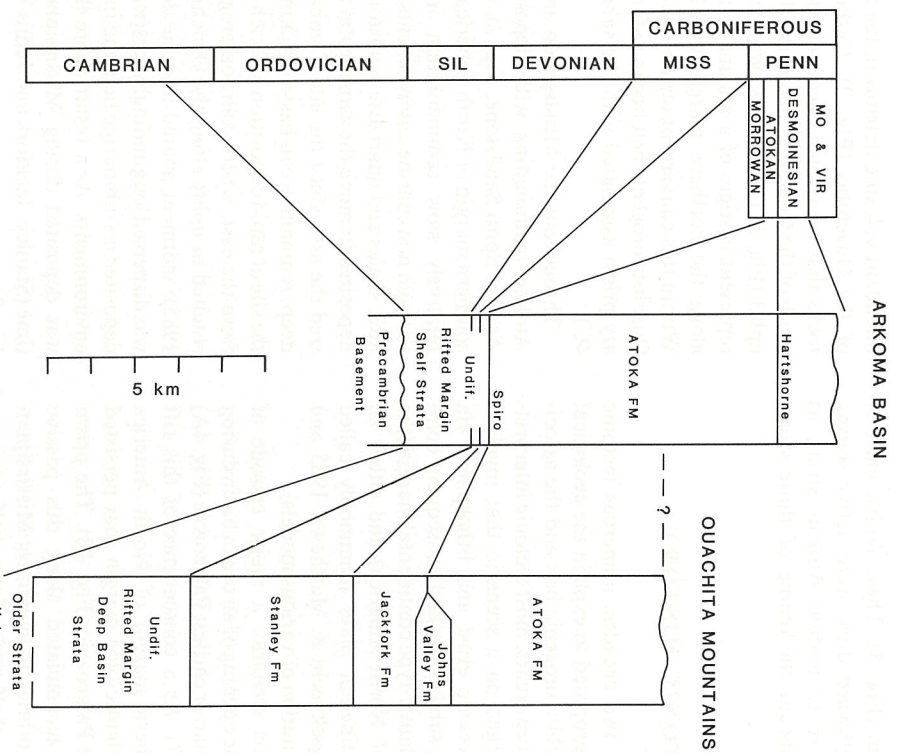 CARBONIFEROUS
CAMBRIAN
ORDOVICIAN
SIL
DEVONIAN
MISS
PENN
MO & VIR
DESMOINESIAN
ATOKAN
MORROWAN
ARKOMA BASIN
Hartshorne
ATOKA FM
Spiro
Undif.
Rifted Margin
Shelf Strata
Precambrian
Basement
5 km
?
OUACHITA MOUNTAINS
ATOKA FM
Johns
Valley Fm
Jackfork Fm
Stanley Fm
Undif.
Rifted Margin
Deep Basin
Strata
Older Strata